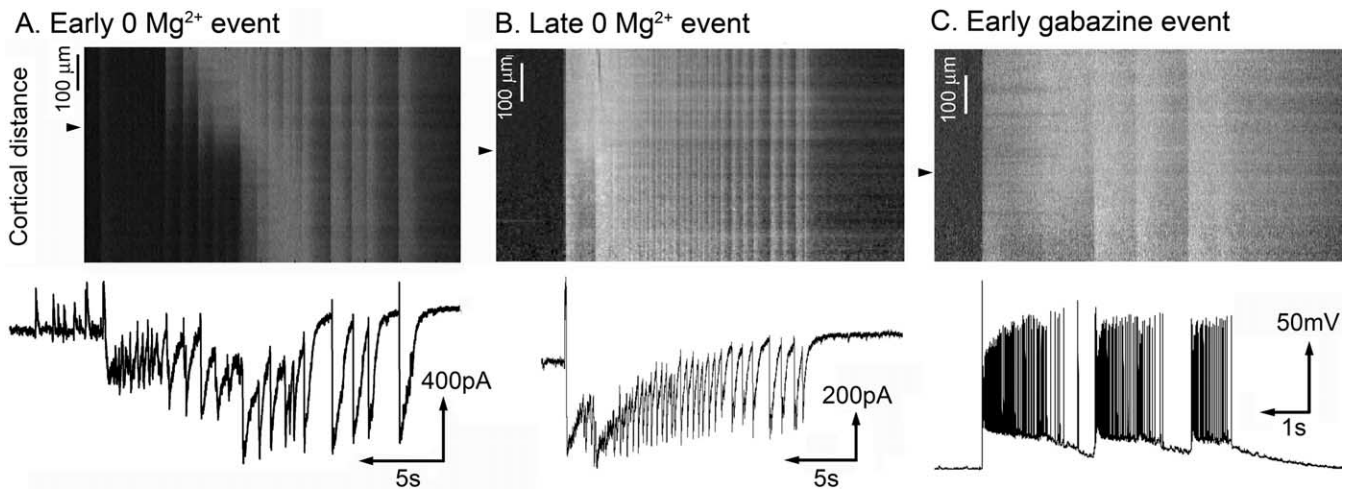 A. Early 0 Mg²⁺ event
B. Late 0 Mg²⁺ event
C. Early gabazine event
Cortical distance
100 μm
100 μm
100 μm
400pA
5s
200pA
5s
50mV
1s